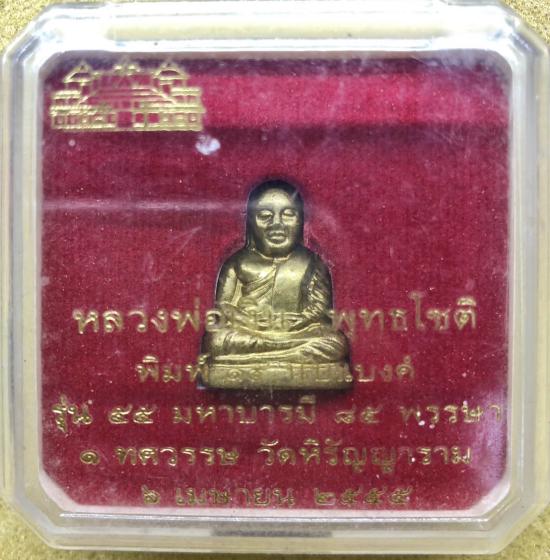 หลวงพ่อเงิน พุทธโชติ
พิมพ์
รุ่น ๕๕ มหาบารมี ๘๕ พรรษา
๑ ทศวรรษ วัดหิรัญญาราม
๖ เมษายน ๒๕๕๕